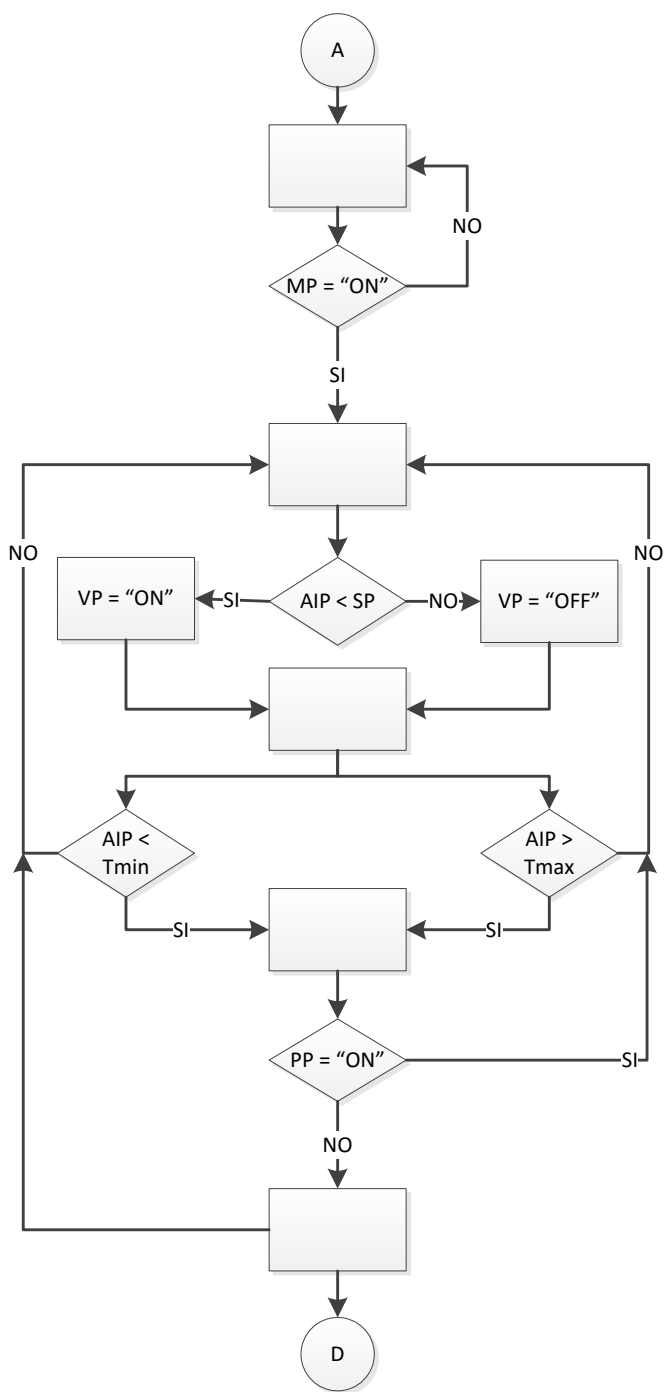 A
NO
MP = “ON”
SI
NO
NO
VP = “ON”
SI
AIP < SP
NO
VP = “OFF”
AIP <
Tmin
AIP >
Tmax
SI
SI
PP = “ON”
SI
NO
D